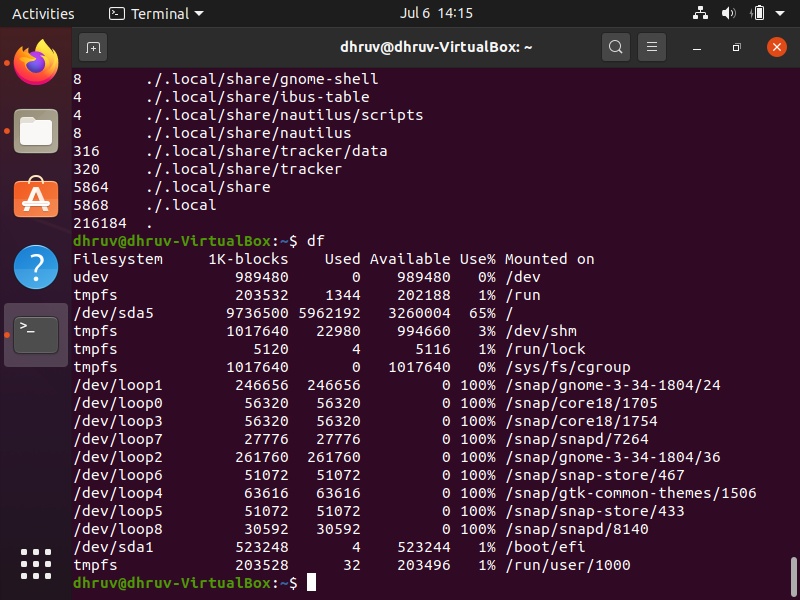 Activities Terminal Jul 6 14:15
dhruv@dhruv-VirtualBox: ~
8 ./.local/share/gnome-shell
4 ./.local/share/ibus-table
4 ./.local/share/nautilus/scripts
8 ./.local/share/nautilus
316 ./.local/share/tracker/data
320 ./.local/share/tracker
5864 ./.local/share
5868 ./.local
216184 .
dhruv@dhruv-VirtualBox:~$ df
Filesystem 1K-blocks Used Available Use% Mounted on
udev 989480 0 989480 0% /dev
tmpfs 203532 1344 202188 1% /run
/dev/sda5 9736500 5962192 3260004 65% /
tmpfs 1017640 22980 994660 3% /dev/shm
tmpfs 5120 4 5116 1% /run/lock
tmpfs 1017640 0 1017640 0% /sys/fs/cgroup
/dev/loop1 246656 246656 0 100% /snap/gnome-3-34-1804/24
/dev/loop0 56320 56320 0 100% /snap/core18/1705
/dev/loop3 56320 56320 0 100% /snap/core18/1754
/dev/loop7 27776 27776 0 100% /snap/snapd/7264
/dev/loop2 261760 261760 0 100% /snap/gnome-3-34-1804/36
/dev/loop6 51072 51072 0 100% /snap/snap-store/467
/dev/loop4 63616 63616 0 100% /snap/gtk-common-themes/1506
/dev/loop5 51072 51072 0 100% /snap/snap-store/433
/dev/loop8 30592 30592 0 100% /snap/snapd/8140
/dev/sda1 523248 4 523244 1% /boot/efi
tmpfs 203528 32 203496 1% /run/user/1000
dhruv@dhruv-VirtualBox:~$